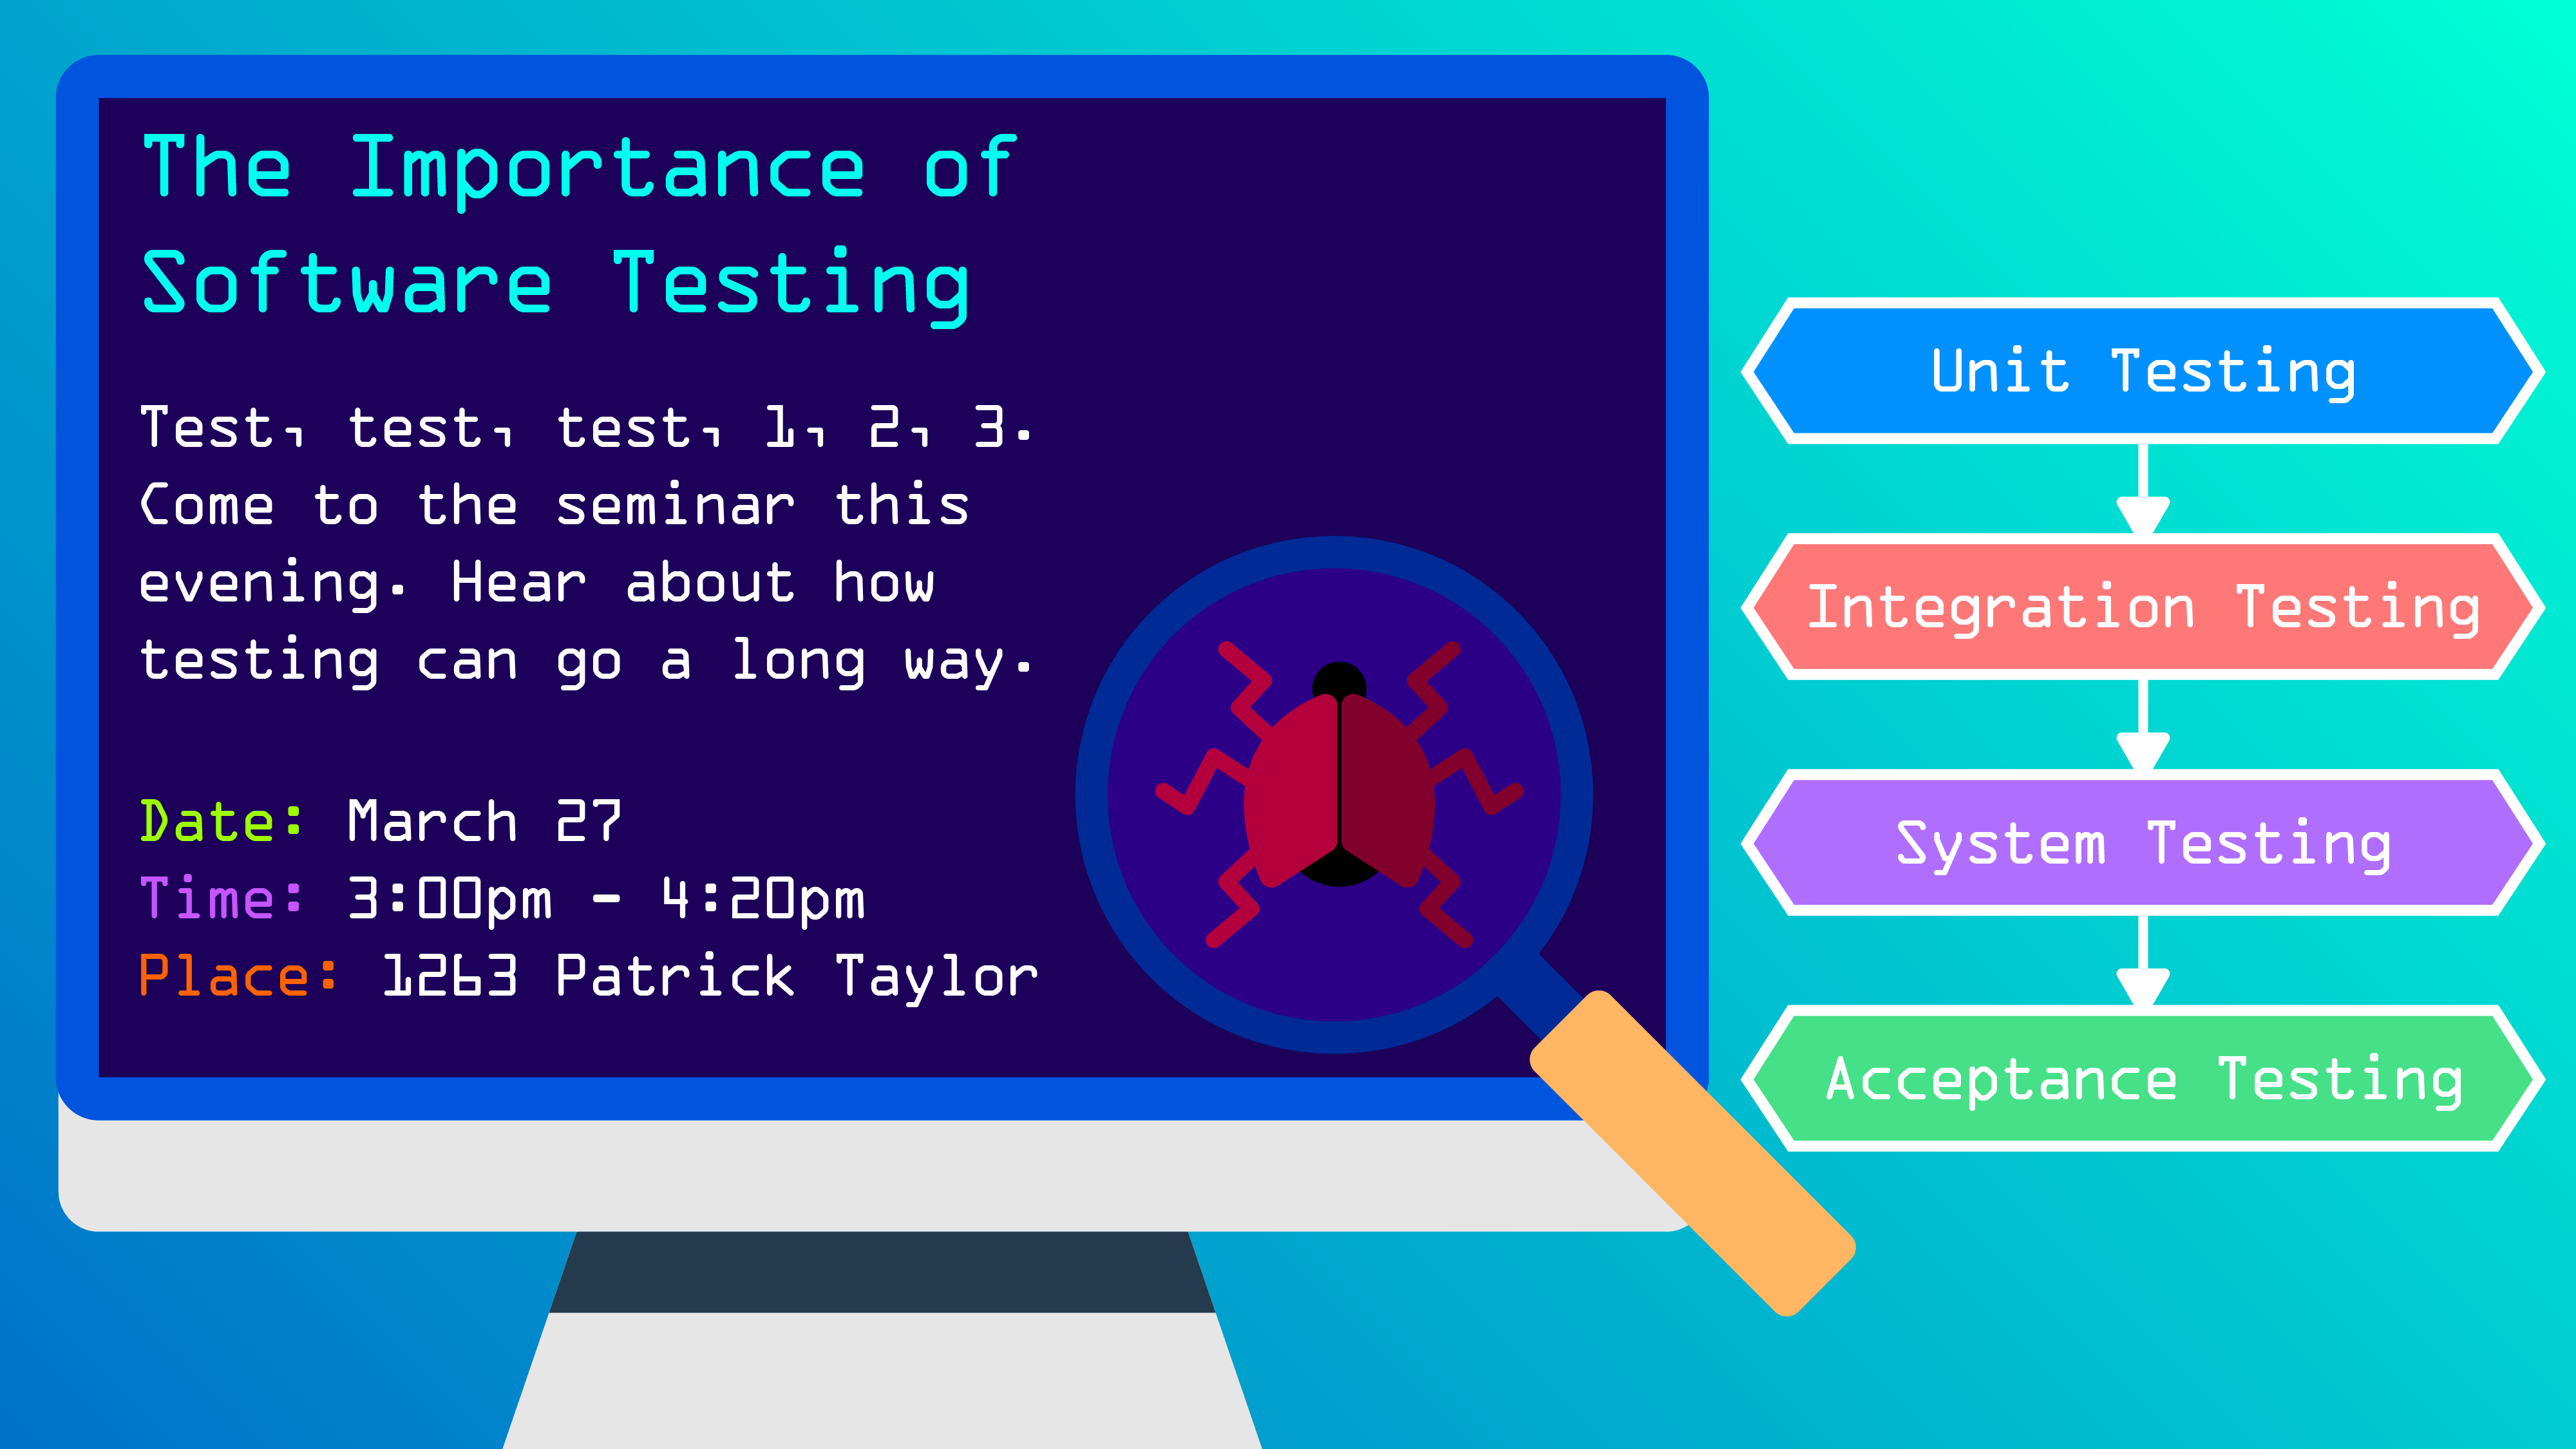 The Importance of
Software Testing
Test, test, test, 1, 2, 3.
Come to the seminar this
evening. Hear about how
testing can go a long way.
Date: March 27
Time: 3:00pm - 4:20pm
Place: 1263 Patrick Taylor
Unit Testing
Integration Testing
System Testing
Acceptance Testing